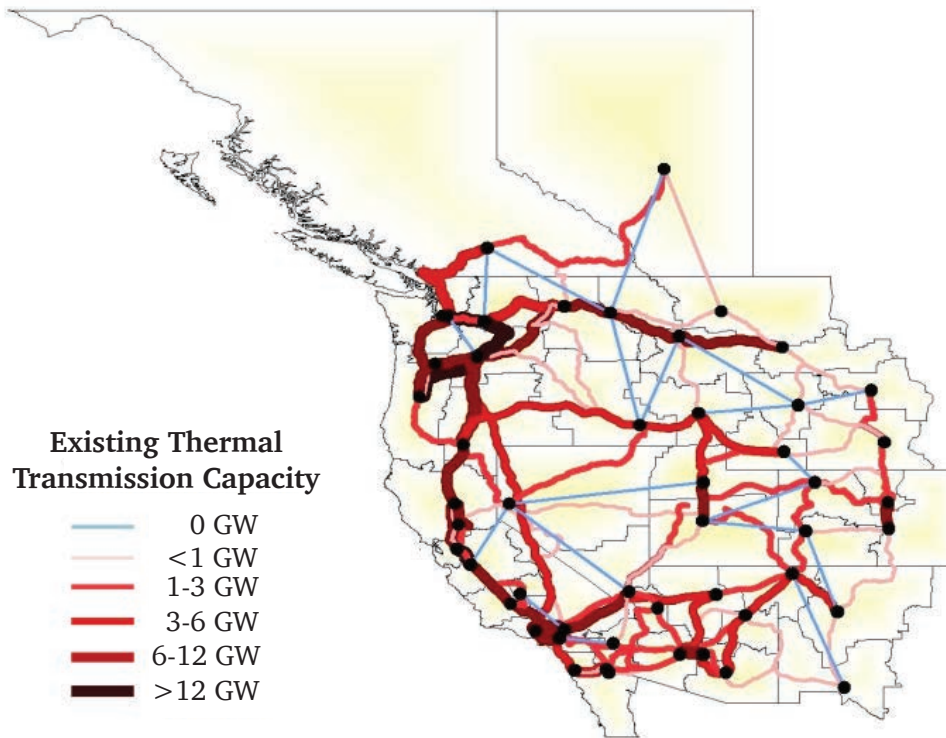 Existing Thermal
Transmission Capacity
0 GW
<1 GW
1-3 GW
3-6 GW
6-12 GW
>12 GW